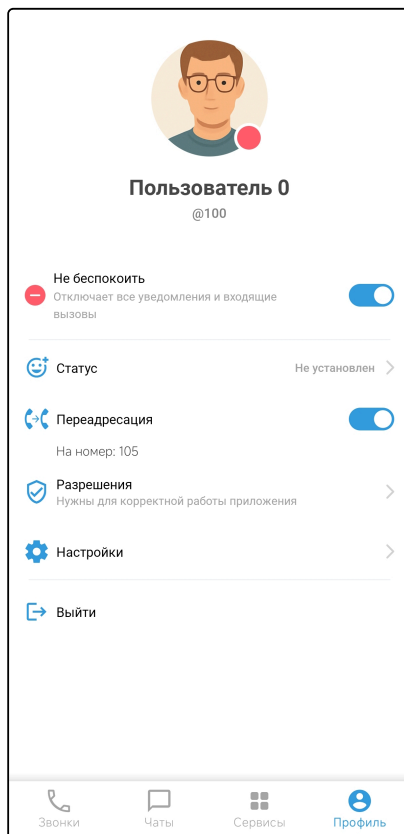 Пользователь 0
@100
Не беспокоить
Отключает все уведомления и входящие
вызовы
Статус
Не установлен
Переадресация
На номер: 105
Разрешения
Нужны для корректной работы приложения
Настройки
Выйти
Звонки
Чаты
Сервисы
Профиль